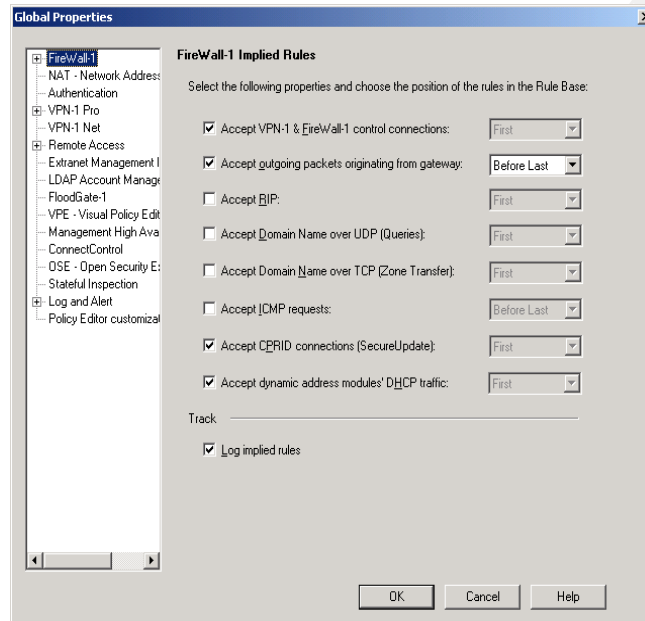 Global Properties
FireWall-1
NAT - Network Address
Authentication
VPN-1 Pro
VPN-1 Net
Remote Access
Extranet Management I
LDAP Account Manage
FloodGate-1
VPE - Visual Policy Edit
Management High Ava
ConnectControl
OSE - Open Security E
Stateful Inspection
Log and Alert
Policy Editor customizat
FireWall-1 Implied Rules
Select the following properties and choose the position of the rules in the Rule Base:
Accept VPN-1 & FireWall-1 control connections: First
Accept outgoing packets originating from gateway: Before Last
Accept RIP: First
Accept Domain Name over UDP (Queries): First
Accept Domain Name over TCP (Zone Transfer): First
Accept ICMP requests: Before Last
Accept CPRID connections (SecureUpdate): First
Accept dynamic address modules' DHCP traffic: First
Track
Log implied rules
OK Cancel Help